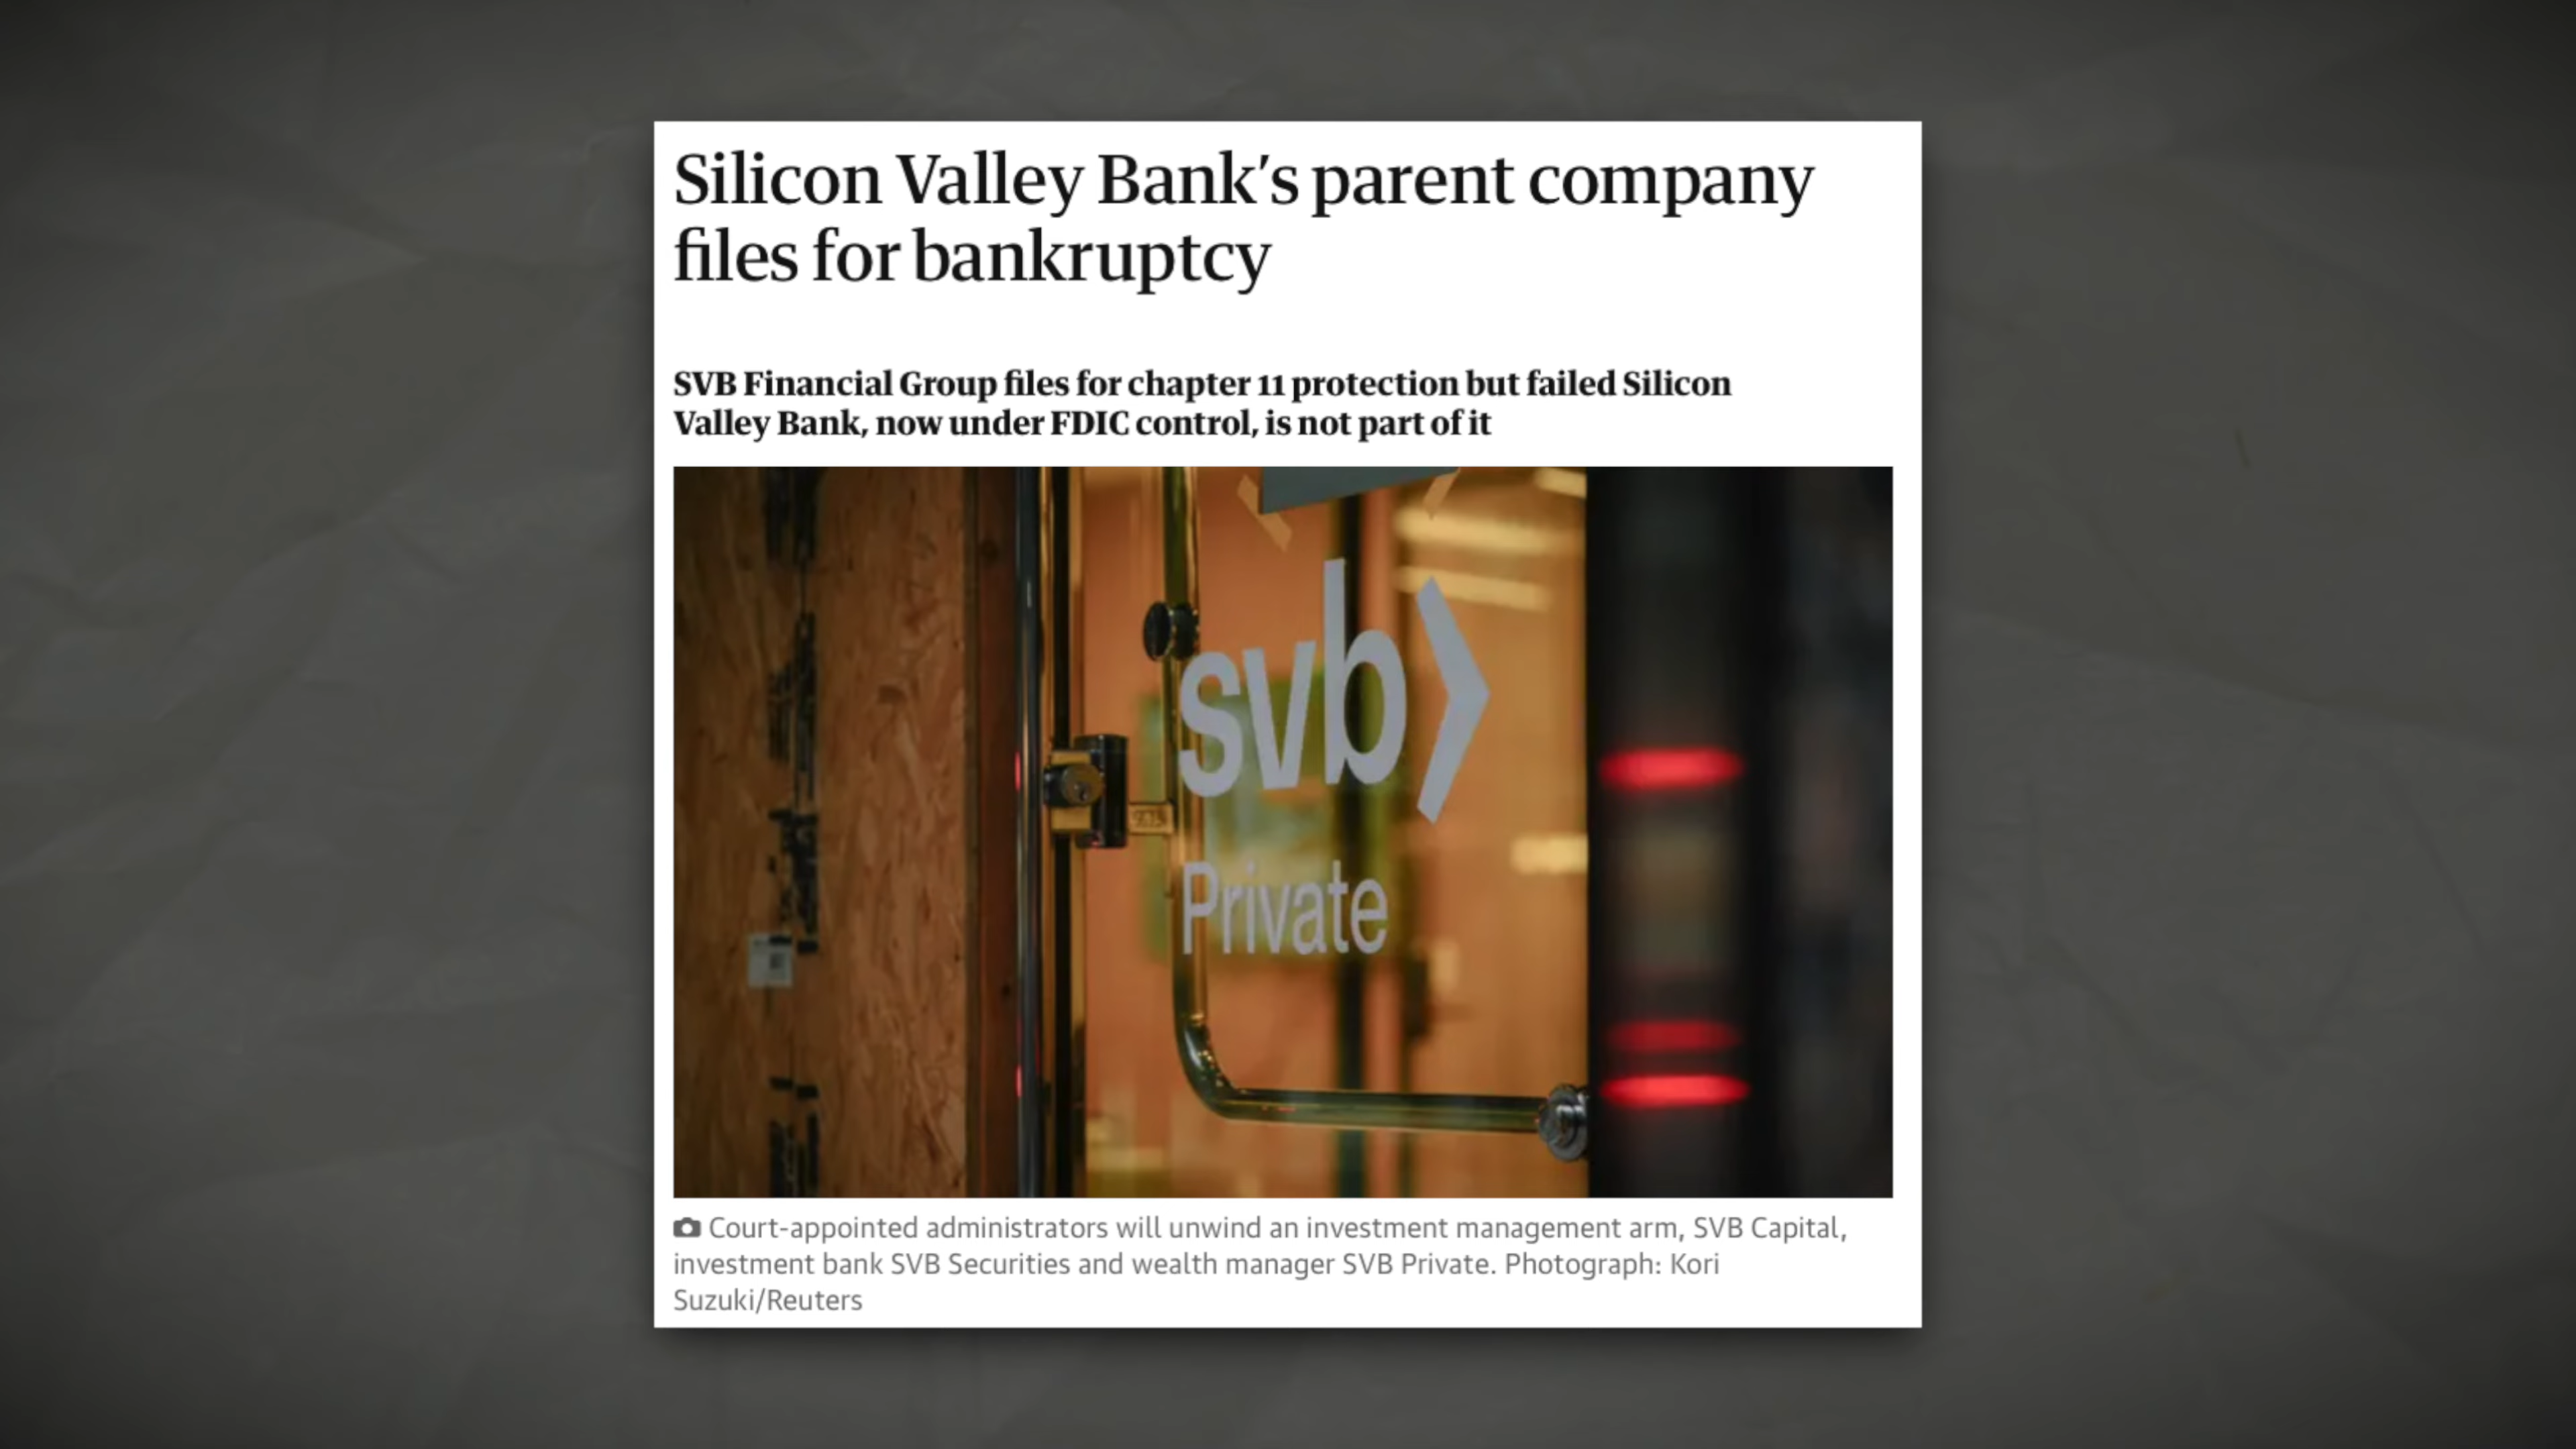 Silicon Valley Bank’s parent company
files for bankruptcy
SVB Financial Group files for chapter 11 protection but failed Silicon
Valley Bank, now under FDIC control, is not part of it
svb
Private
Court-appointed administrators will unwind an investment management arm, SVB Capital,
investment bank SVB Securities and wealth manager SVB Private. Photograph: Kori
Suzuki/Reuters